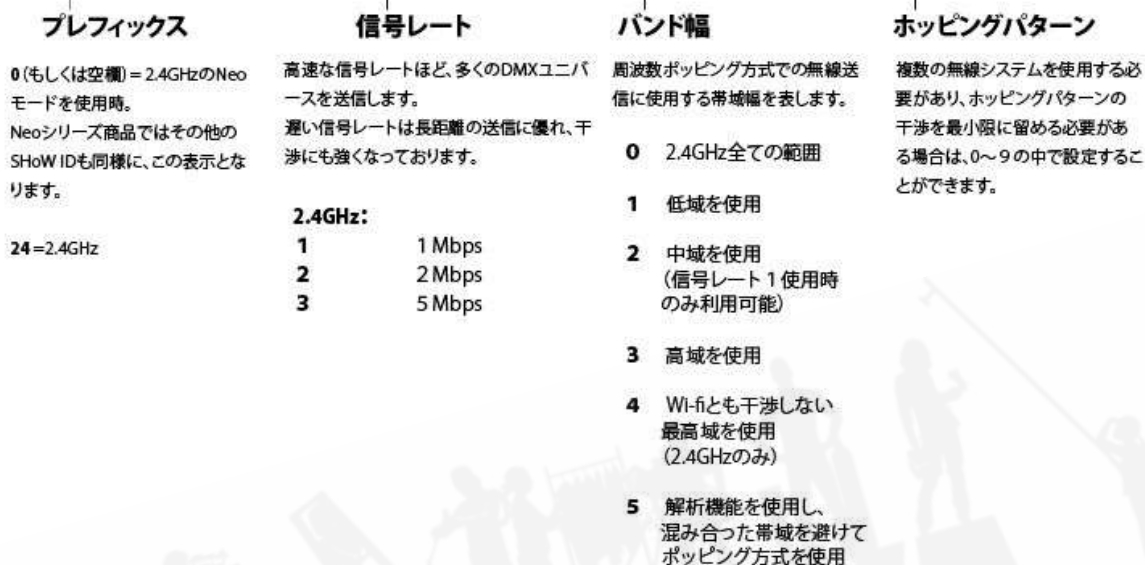 プレフィックス
0(もしくは空欄)= 2.4GHzのNeo
モードを使用時。
Neoシリーズ商品ではその他の
SHoW IDも同様に、この表示とな
ります。
24 =2.4GHz
信号レート
高速な信号レートほど、多くのDMXユニバ
ースを送信します。
遅い信号レートは長距離の送信に優れ、干
渉にも強くなっております。
2.4GHz:
1 1 Mbps
2 2 Mbps
3 5 Mbps
バンド幅
周波数ポッピング方式での無線送
信に使用する帯域幅を表します。
0 2.4GHz全ての範囲
1 低域を使用
2 中域を使用
(信号レート 1 使用時
のみ利用可能)
3 高域を使用
4 Wi-fiとも干渉しない
最高域を使用
(2.4GHzのみ)
5 解析機能を使用し、
混み合った帯域を避けて
ポッピング方式を使用
ホッピングパターン
複数の無線システムを使用する必
要があり、ホッピングパターンの
干渉を最小限に留める必要があ
る場合は、0〜9の中で設定するこ
とができます。